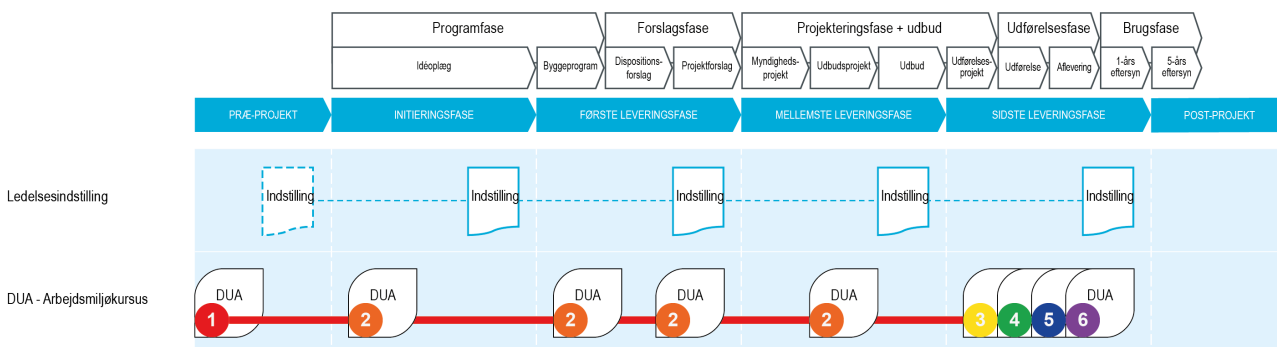 Programfase
Forslagsfase
Projekteringsfase + udbud
Udførelsesfase
Brugsfase
Idéoplæg
Byggeprogram
Dispositions-
forslag
Projektforslag
Myndigheds-
projekt
Udbudsprojekt
Udbud
Udførelses-
projekt
Udførelse
Aflevering
1-års
eftersyn
5-års
eftersyn
PRÆ-PROJEKT
INITIERINGSFASE
FØRSTE LEVERINGSFASE
MELLEMSTE LEVERINGSFASE
SIDSTE LEVERINGSFASE
POST-PROJEKT
Ledelsesindstilling
Indstilling
Indstilling
Indstilling
Indstilling
Indstilling
DUA - Arbejdsmiljøkursus
DUA
1
DUA
2
DUA
2
DUA
2
DUA
2
3
4
5
DUA
6